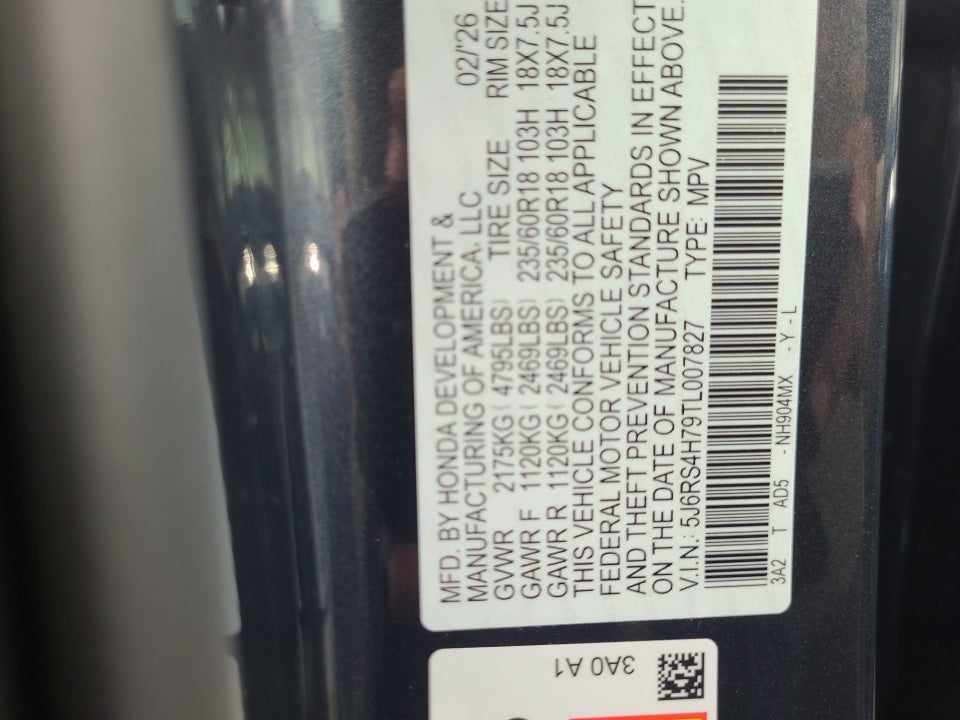 MFD. BY HONDA DEVELOPMENT &
MANUFACTURING OF AMERICA, LLC 02/'26
GVWR 2175KG ( 4795LBS) TIRE SIZE RIM SIZE
GAWR F 1120KG ( 2469LBS) 235/60R18 103H 18X7.5J
GAWR R 1120KG ( 2469LBS) 235/60R18 103H 18X7.5J
THIS VEHICLE CONFORMS TO ALL APPLICABLE
FEDERAL MOTOR VEHICLE SAFETY
AND THEFT PREVENTION STANDARDS IN EFFECT
ON THE DATE OF MANUFACTURE SHOWN ABOVE.
V.I.N.: 5J6RS4H79TL007827 TYPE: MPV
3A2 T AD5 - NH904MX - Y - L
3A0 A1